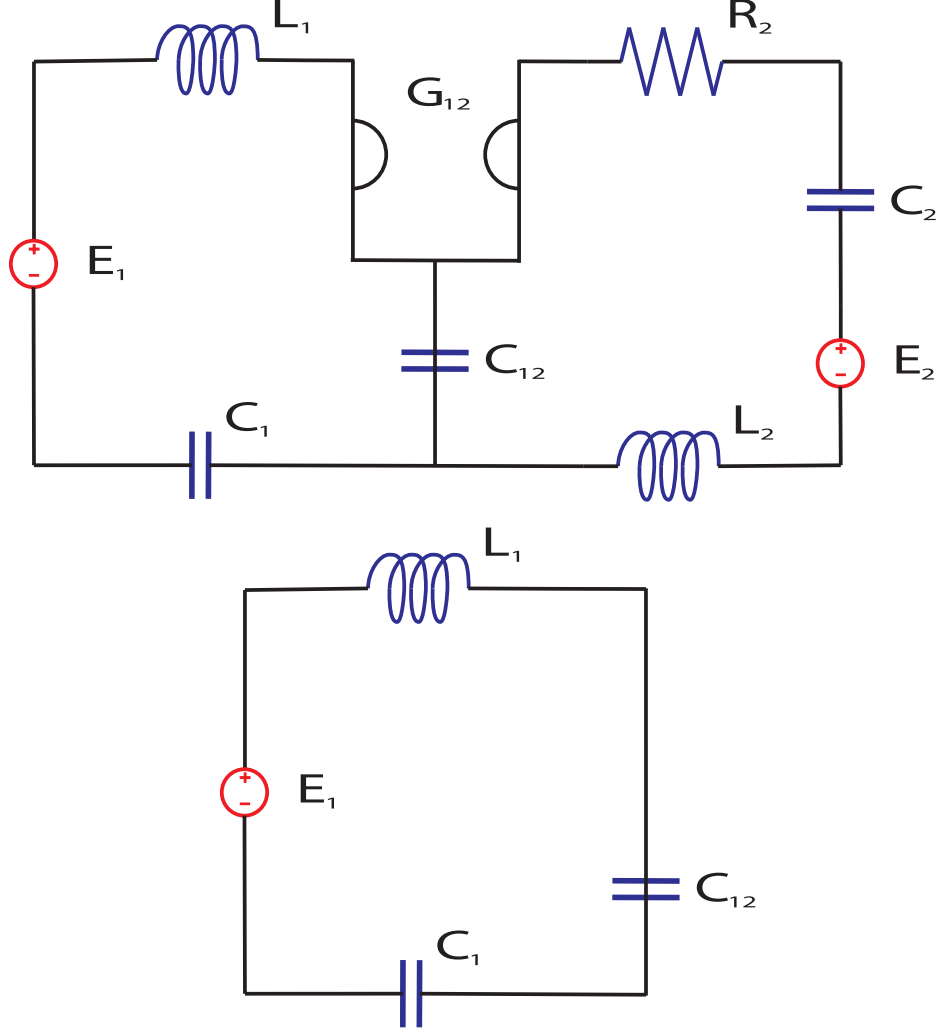 L₁
R₂
G₁₂
C₂
+
-
E₁
+
-
E₂
C₁₂
C₁
L₂
L₁
+
-
E₁
C₁₂
C₁